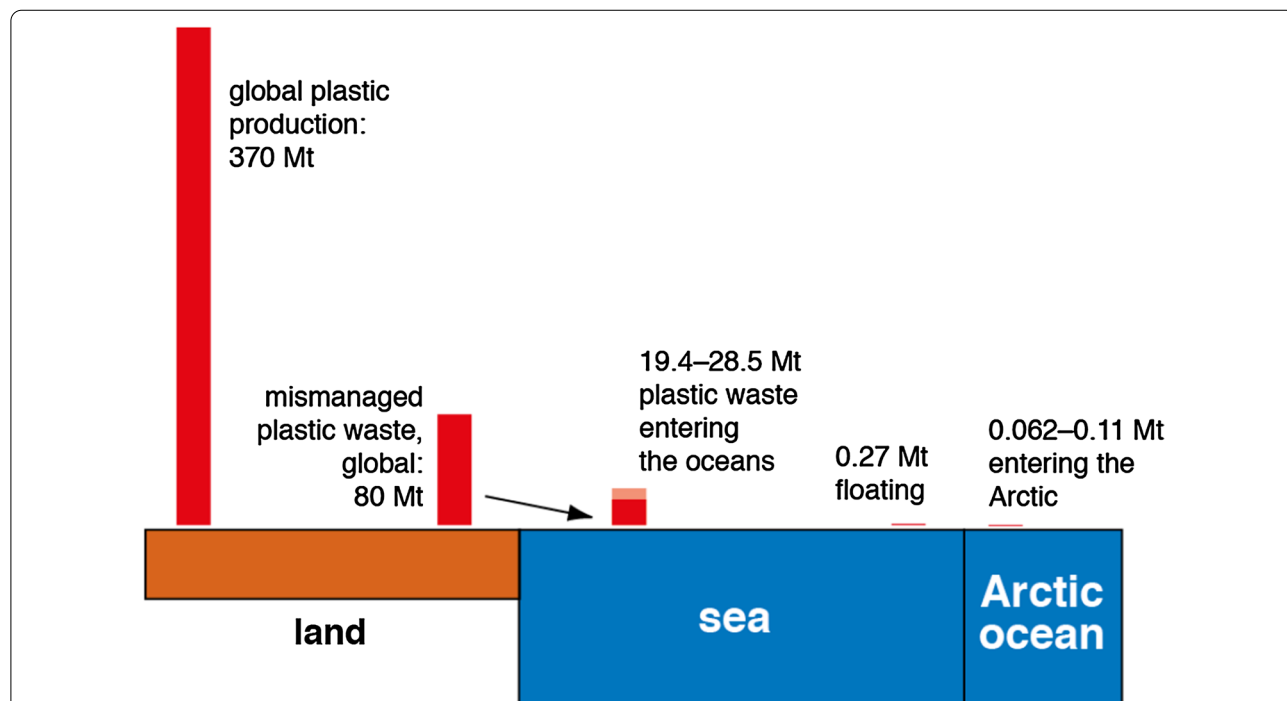 global plastic
production:
370 Mt
mismanaged
plastic waste,
global:
80 Mt
19.4–28.5 Mt
plastic waste
entering
the oceans
0.27 Mt
floating
0.062–0.11 Mt
entering the
Arctic
land
sea
Arctic
ocean